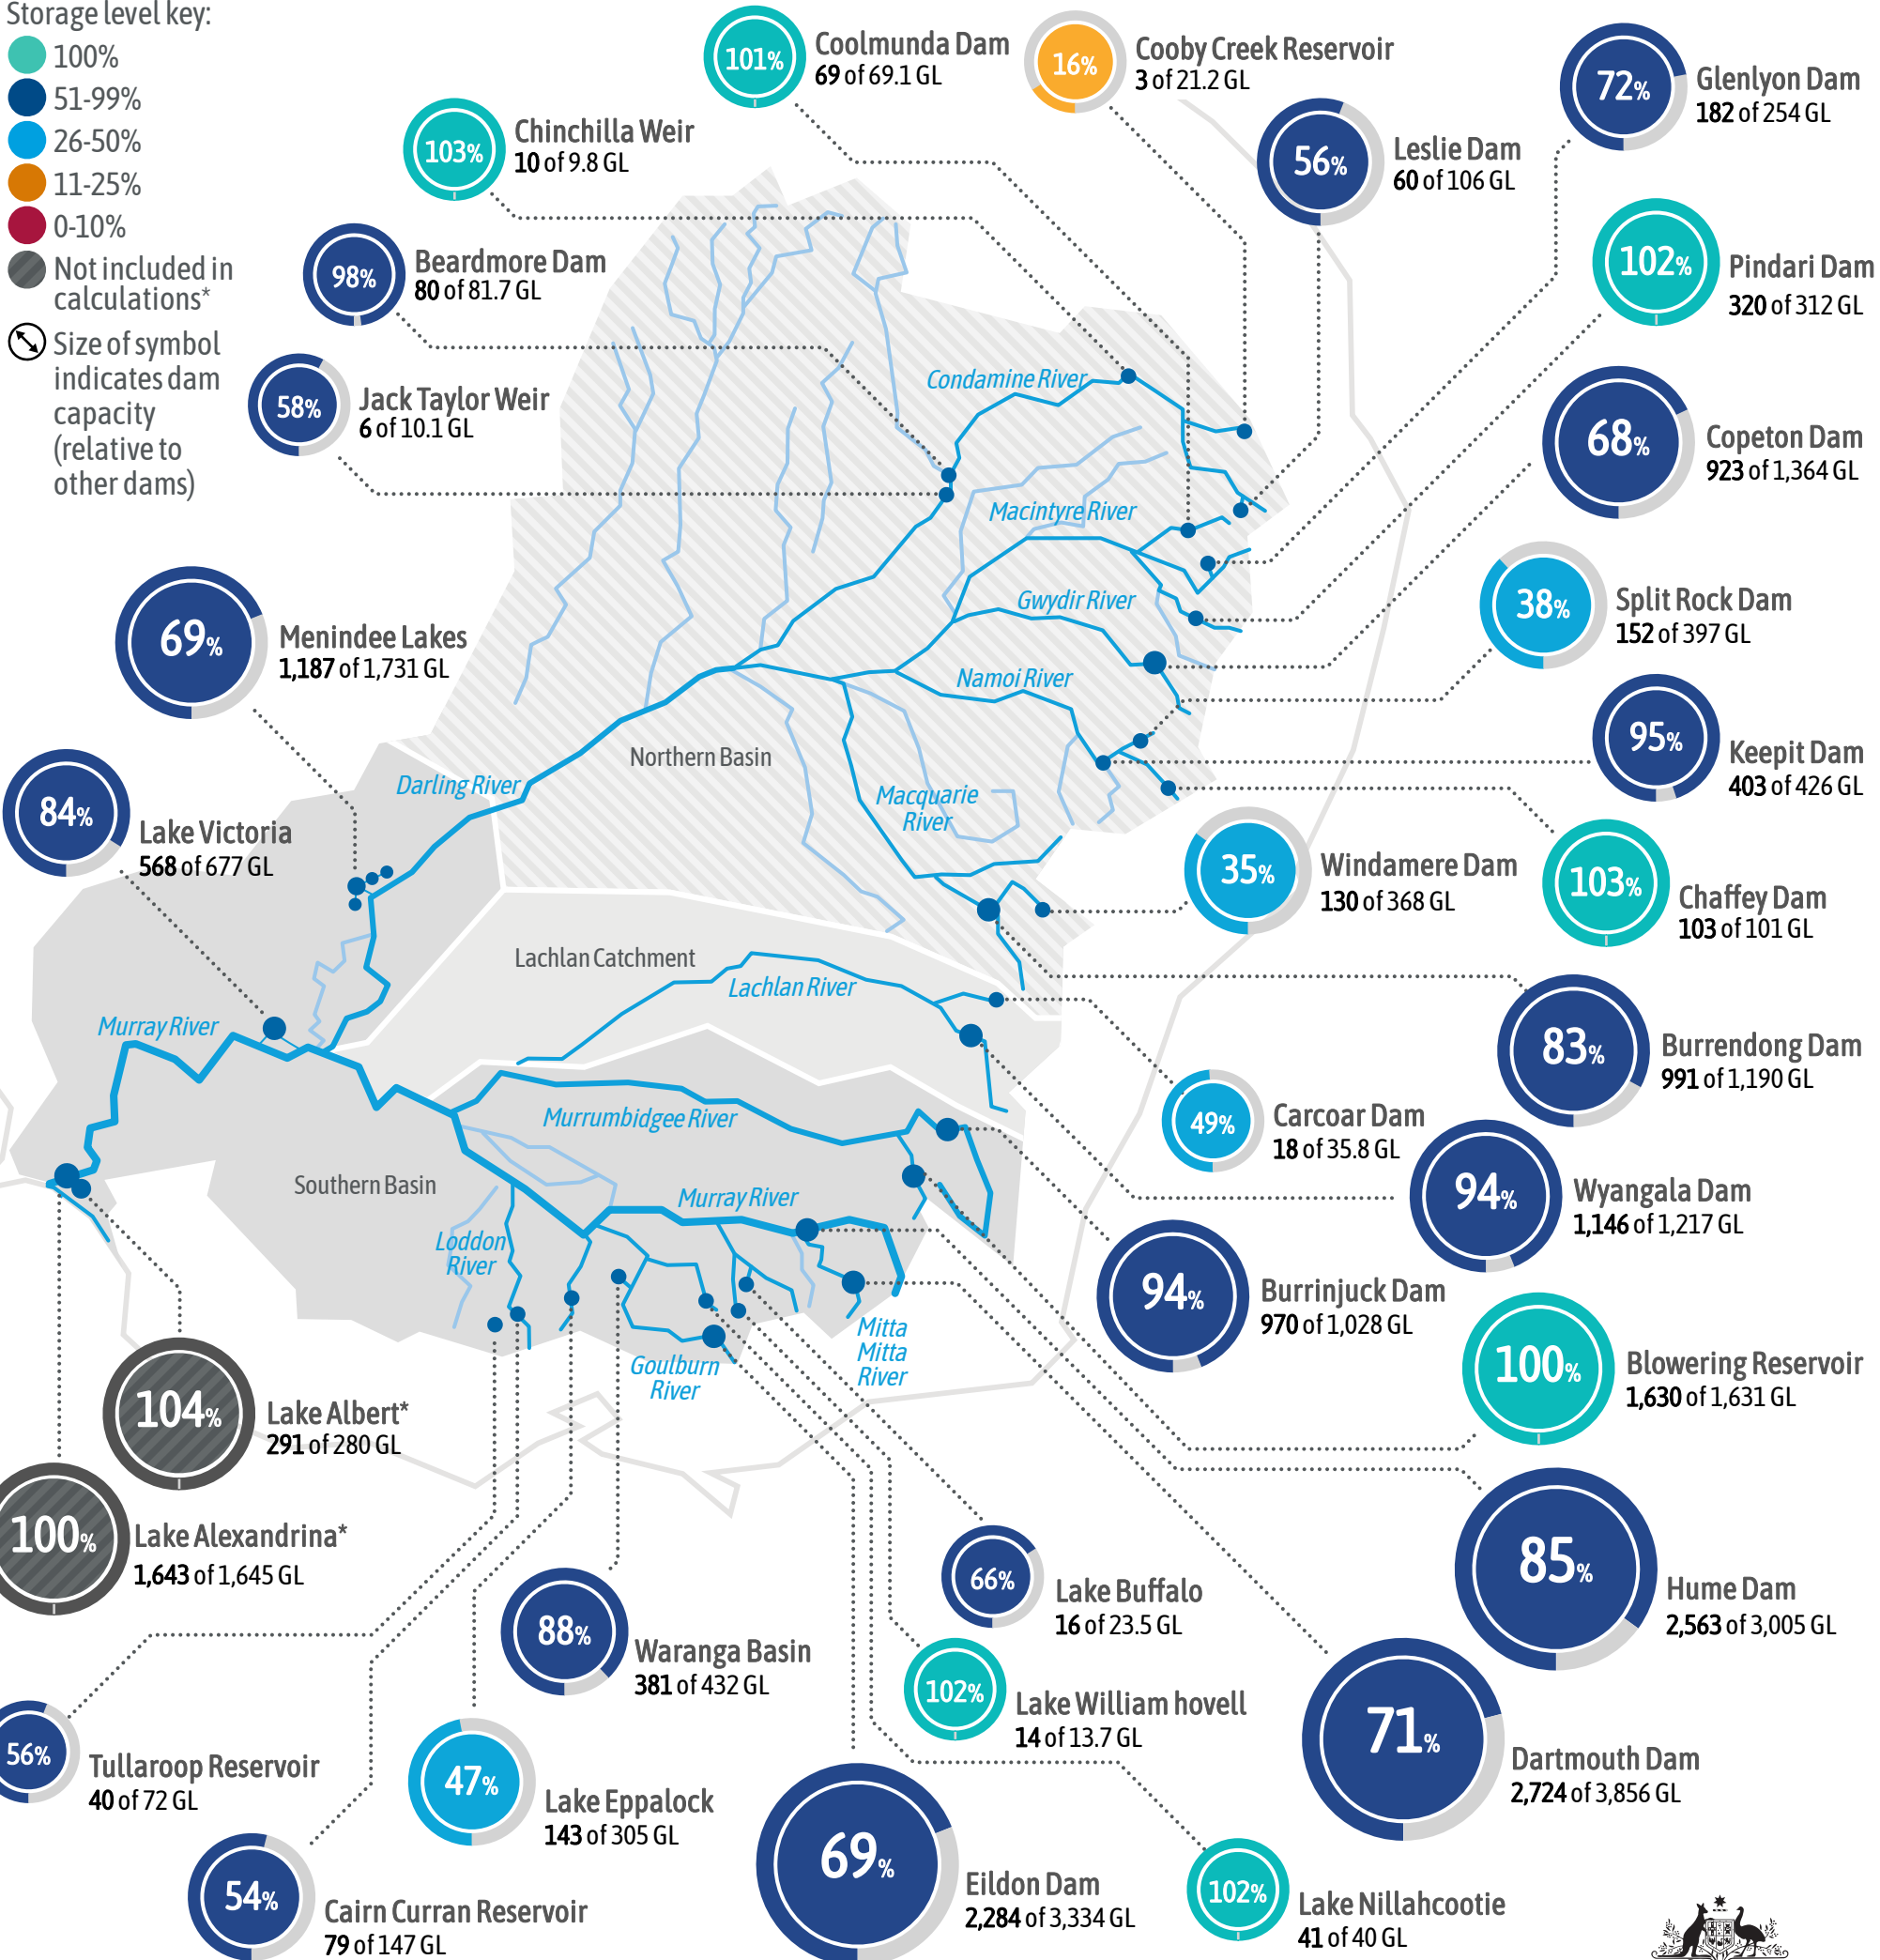 Storage level key:
100%
51-99%
26-50%
11-25%
0-10%
Not included in
calculations*
Size of symbol
indicates dam
capacity
(relative to
other dams)
101%
Coolmunda Dam
69 of 69.1 GL
16%
Cooby Creek Reservoir
3 of 21.2 GL
72%
Glenlyon Dam
182 of 254 GL
103%
Chinchilla Weir
10 of 9.8 GL
56%
Leslie Dam
60 of 106 GL
98%
Beardmore Dam
80 of 81.7 GL
102%
Pindari Dam
320 of 312 GL
58%
Jack Taylor Weir
6 of 10.1 GL
68%
Copeton Dam
923 of 1,364 GL
Condamine River
Macintyre River
Gwydir River
Namoi River
38%
Split Rock Dam
152 of 397 GL
69%
Menindee Lakes
1,187 of 1,731 GL
95%
Keepit Dam
403 of 426 GL
Northern Basin
Darling River
Macquarie
River
84%
Lake Victoria
568 of 677 GL
35%
Windamere Dam
130 of 368 GL
103%
Chaffey Dam
103 of 101 GL
Lachlan Catchment
Lachlan River
Murray River
83%
Burrendong Dam
991 of 1,190 GL
Murrumbidgee River
49%
Carcoar Dam
18 of 35.8 GL
Southern Basin
Murray River
94%
Wyangala Dam
1,146 of 1,217 GL
Loddon
River
94%
Burrinjuck Dam
970 of 1,028 GL
Mitta
Mitta
River
Goulburn
River
100%
Blowering Reservoir
1,630 of 1,631 GL
104%
Lake Albert*
291 of 280 GL
100%
Lake Alexandrina*
1,643 of 1,645 GL
85%
Hume Dam
2,563 of 3,005 GL
66%
Lake Buffalo
16 of 23.5 GL
88%
Waranga Basin
381 of 432 GL
102%
Lake William hovell
14 of 13.7 GL
71%
Dartmouth Dam
2,724 of 3,856 GL
56%
Tullaroop Reservoir
40 of 72 GL
47%
Lake Eppalock
143 of 305 GL
69%
Eildon Dam
2,284 of 3,334 GL
102%
Lake Nillahcootie
41 of 40 GL
54%
Cairn Curran Reservoir
79 of 147 GL